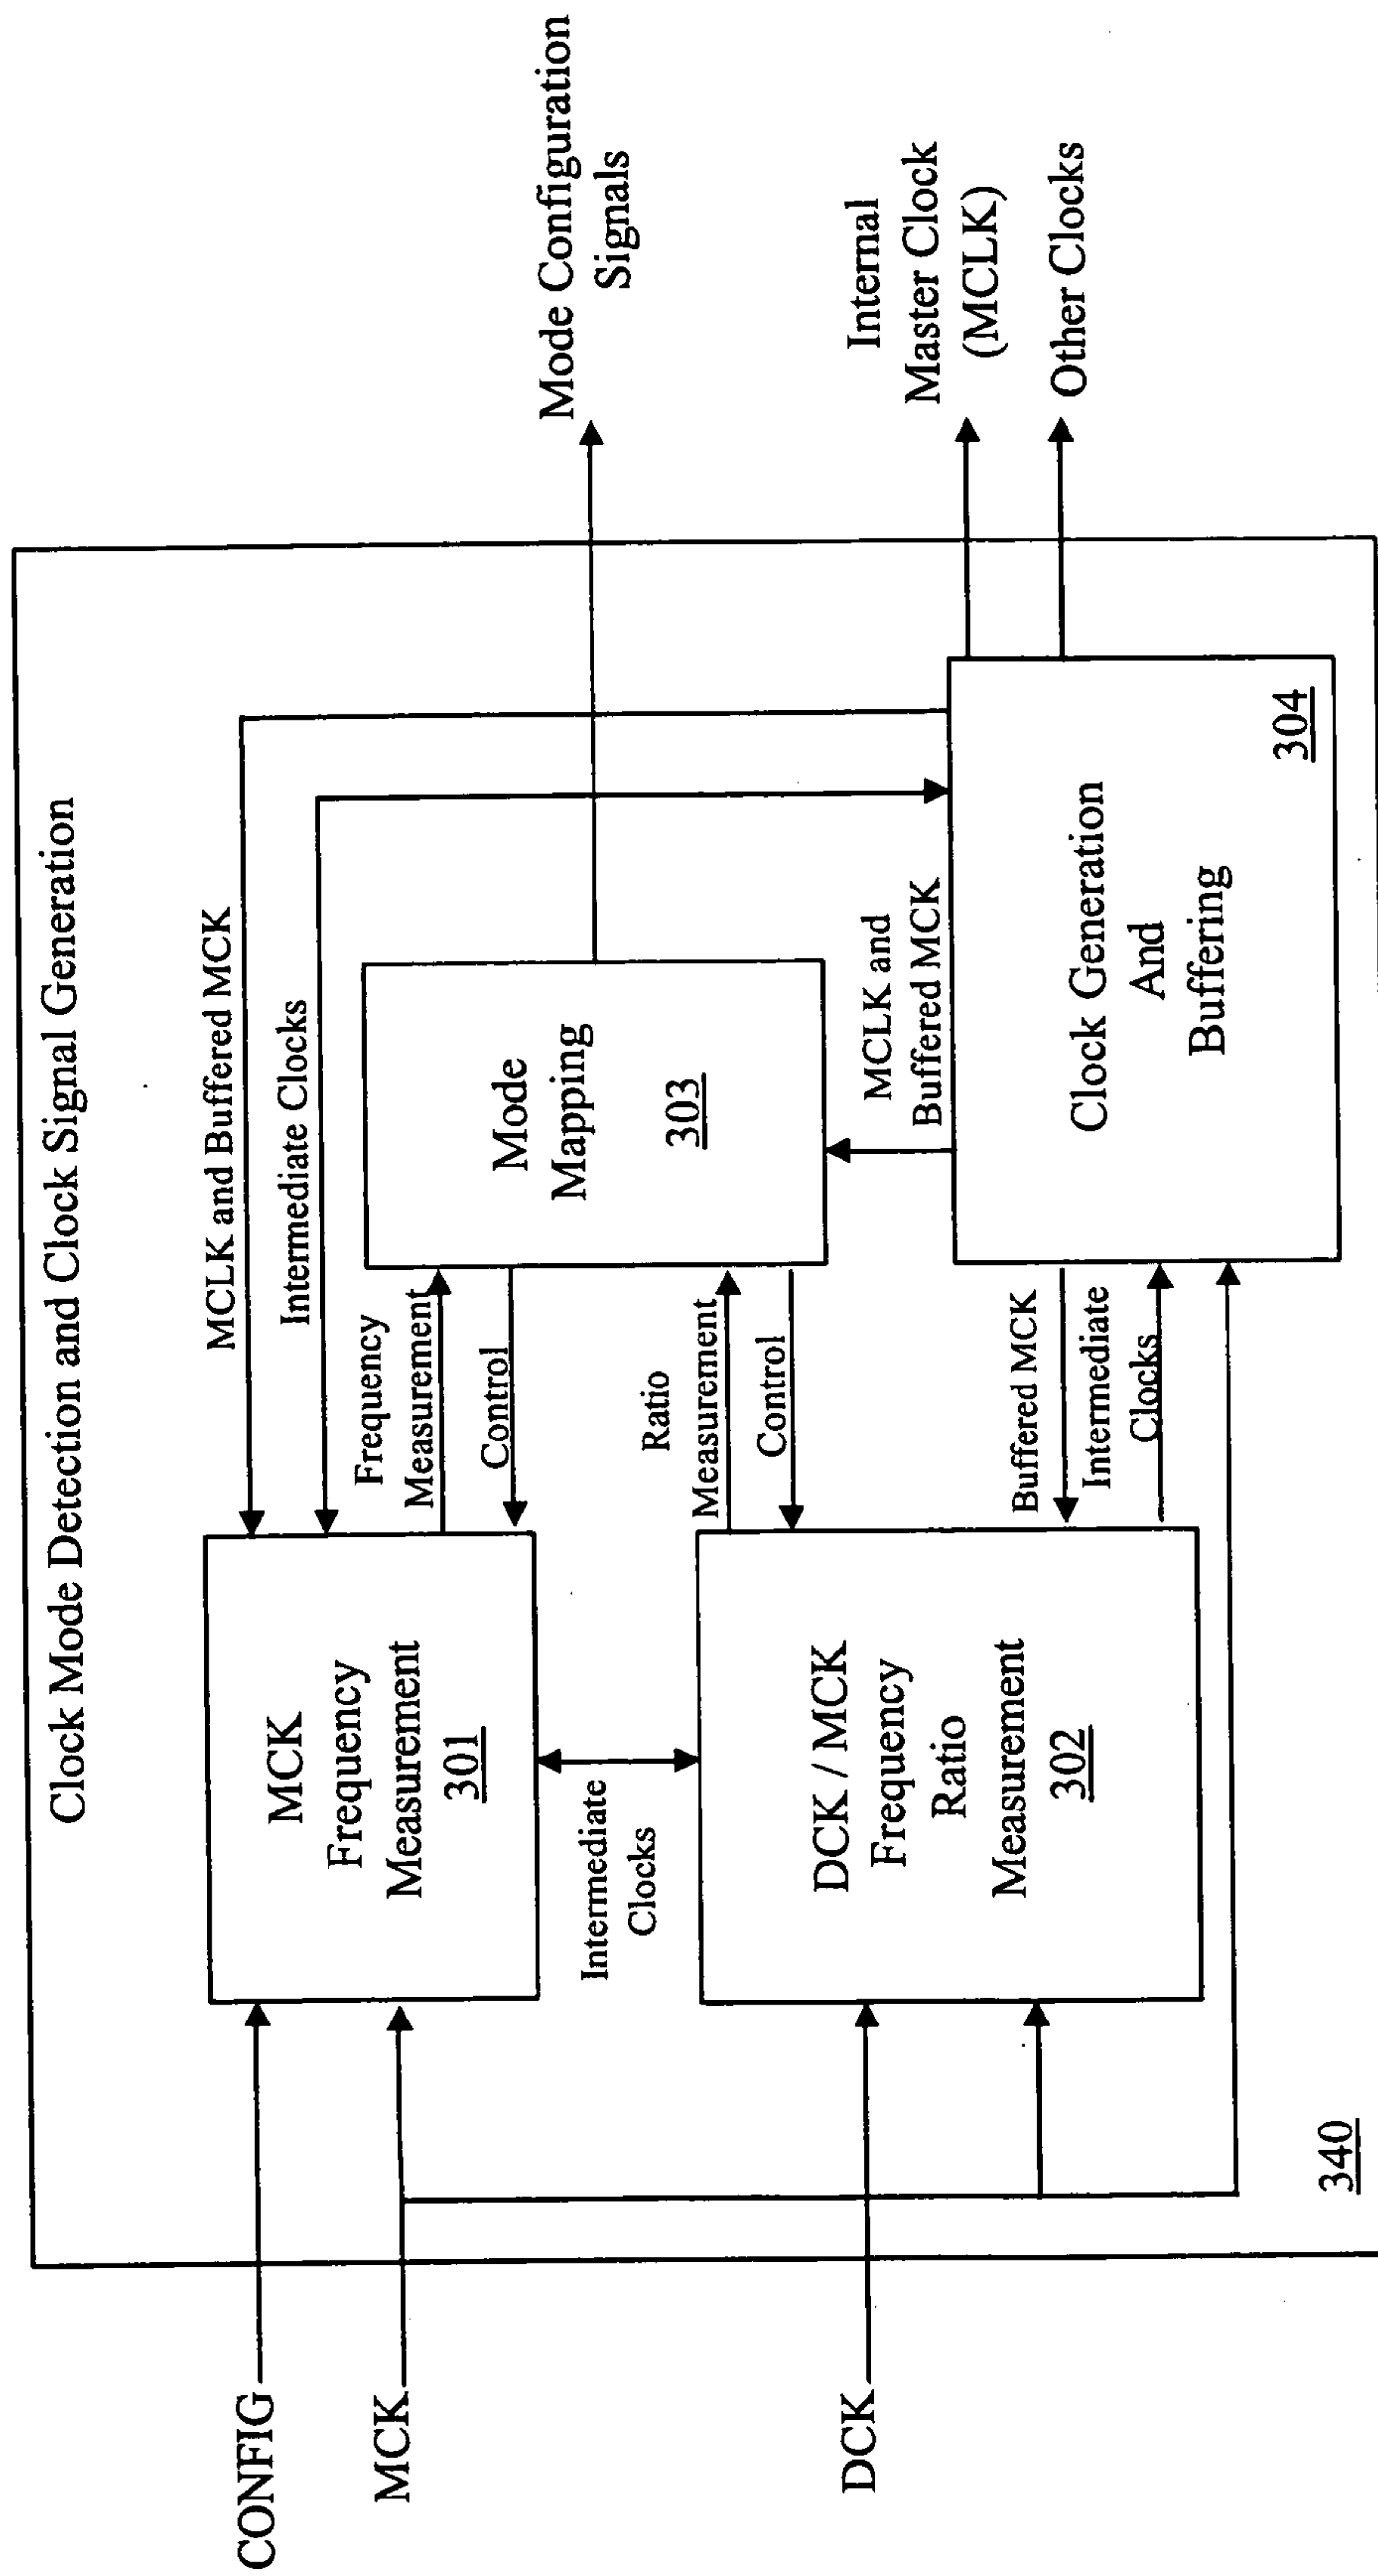 Clock Mode Detection and Clock Signal Generation
MCLK and Buffered MCK
Intermediate Clocks
CONFIG
MCK
DCK
MCK
Frequency
Measurement
301
Frequency
Measurement
Control
Mode
Mapping
303
Mode Configuration
Signals
Intermediate
Clocks
Ratio
Measurement
Control
DCK / MCK
Frequency
Ratio
Measurement
302
MCLK and
Buffered MCK
Buffered MCK
Intermediate
Clocks
Clock Generation
And
Buffering
304
Internal
Master Clock
(MCLK)
Other Clocks
340